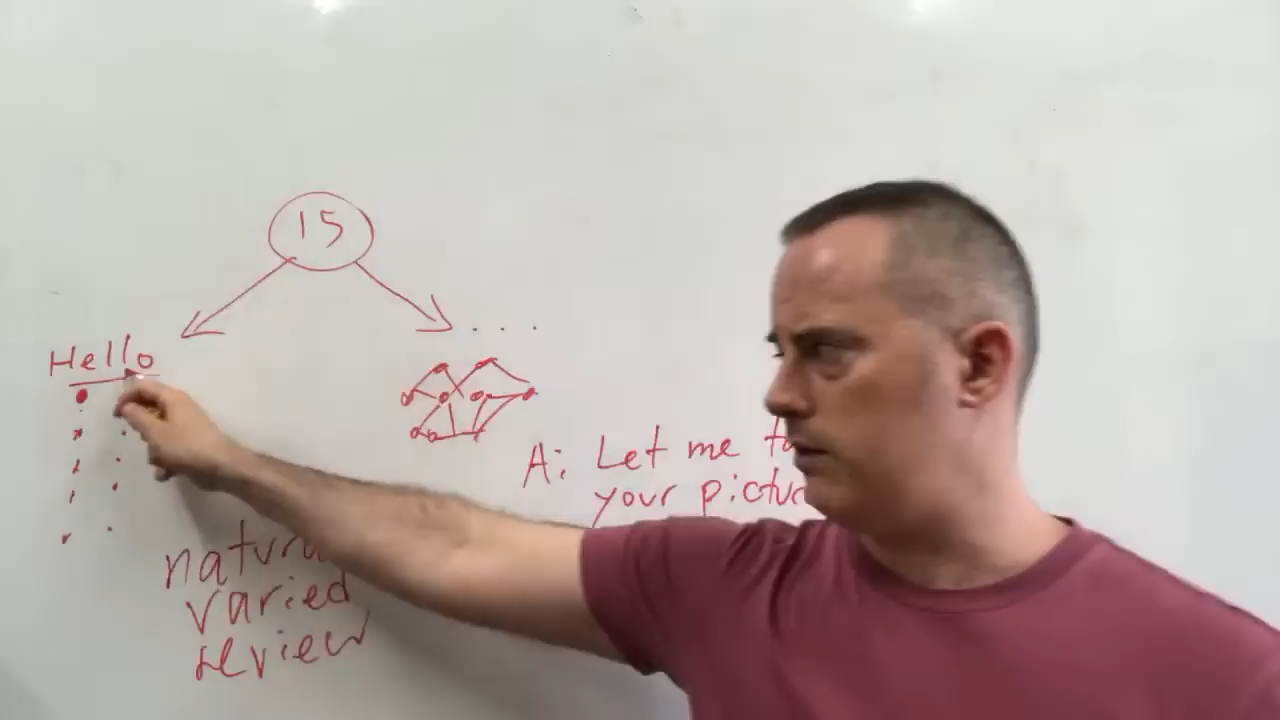 15
. . . .
Hello
A: Let me
your
varied
review